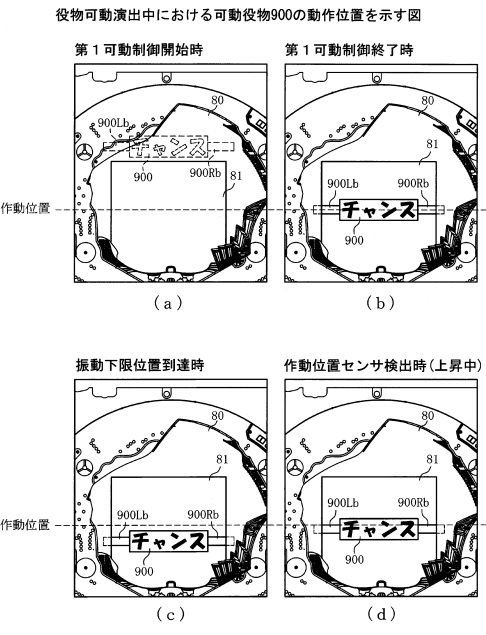 役物可動演出中における可動役物900の動作位置を示す図
第1可動制御開始時
第1可動制御終了時
80
900Lb
チャンス
900
900Rb
81
80
81
900Lb
900Rb
チャンス
900
作動位置
(a)
(b)
振動下限位置到達時
作動位置センサ検出時(上昇中)
80
81
900Lb
900Rb
チャンス
900
80
81
900Lb
900Rb
チャンス
900
作動位置
(c)
(d)